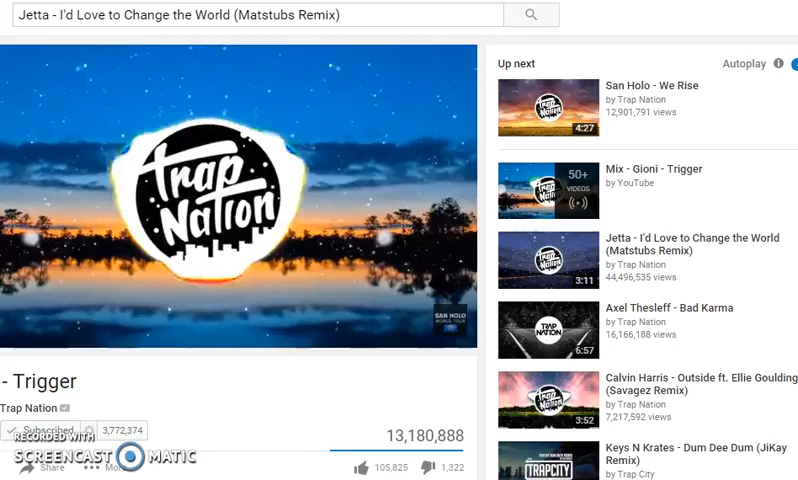 Jetta - I'd Love to Change the World (Matstubs Remix)
Trap
Nation
SAN HOLO
WORLD TOUR
- Trigger
Trap Nation
Subscribed 3,772,374
13,180,888
RECORDED WITH
SCREENCAST MATIC
Share
More
105,825 1,322
Up next Autoplay
San Holo - We Rise
by Trap Nation
12,901,791 views
4:27
50+
VIDEOS
Mix - Gioni - Trigger
by YouTube
Jetta - I'd Love to Change the World
(Matstubs Remix)
by Trap Nation
44,496,535 views
3:11
TRAP
NATION
6:57
Axel Thesleff - Bad Karma
by Trap Nation
16,166,188 views
Calvin Harris - Outside ft. Ellie Goulding
(Savagez Remix)
by Trap Nation
7,217,592 views
3:52
TRAPCITY
Keys N Krates - Dum Dee Dum (JiKay
Remix)
by Trap City